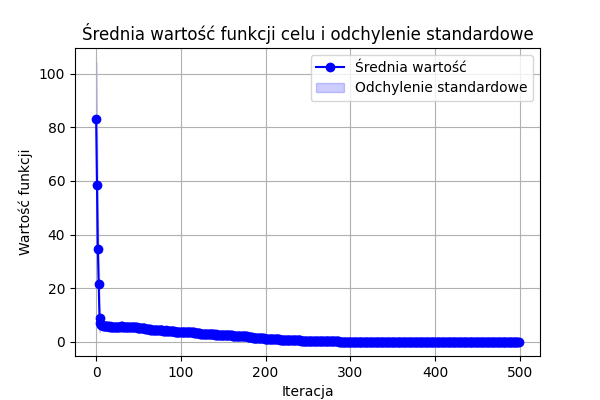 Średnia wartość funkcji celu i odchylenie standardowe
Średnia wartość
Odchylenie standardowe
Wartość funkcji
100
80
60
40
20
0
0 100 200 300 400 500
Iteracja